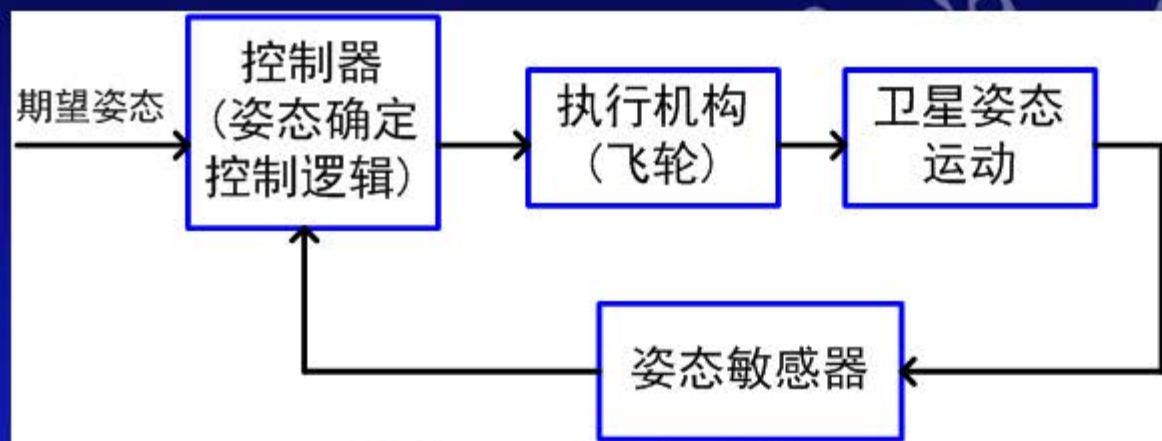 期望姿态
控制器
(姿态确定
控制逻辑)
执行机构
(飞轮)
卫星姿态
运动
姿态敏感器